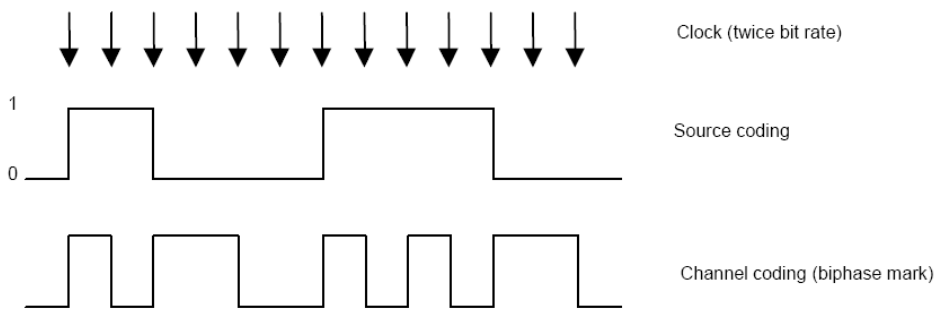 Clock (twice bit rate)
1
Source coding
0
Channel coding (biphase mark)